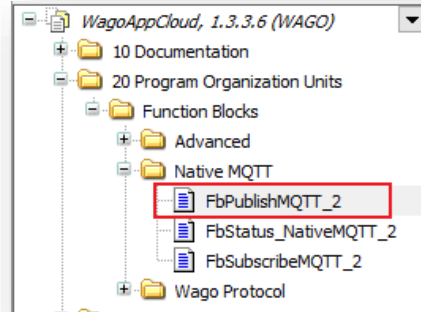 WagoAppCloud, 1.3.3.6 (WAGO)
10 Documentation
20 Program Organization Units
Function Blocks
Advanced
Native MQTT
FbPublishMQTT_2
FbStatus_NativeMQTT_2
FbSubscribeMQTT_2
Wago Protocol